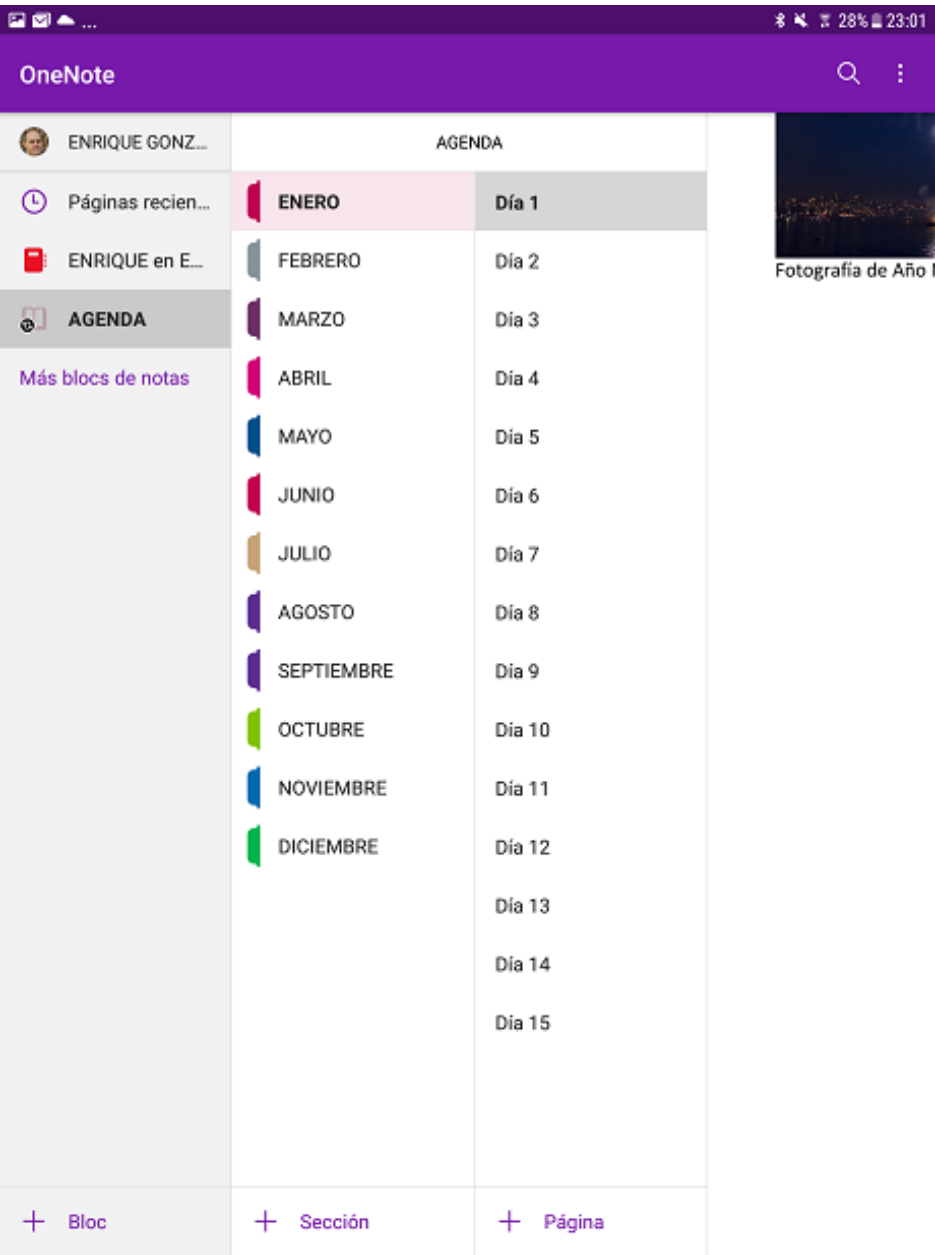 ...
28% 23:01
OneNote
ENRIQUE GONZ...
Páginas recien...
ENRIQUE en E...
AGENDA
Más blocs de notas
+ Bloc
AGENDA
ENERO
FEBRERO
MARZO
ABRIL
MAYO
JUNIO
JULIO
AGOSTO
SEPTIEMBRE
OCTUBRE
NOVIEMBRE
DICIEMBRE
+ Sección
Día 1
Día 2
Día 3
Día 4
Día 5
Día 6
Día 7
Día 8
Día 9
Día 10
Día 11
Día 12
Día 13
Día 14
Día 15
+ Página
Fotografía de Año